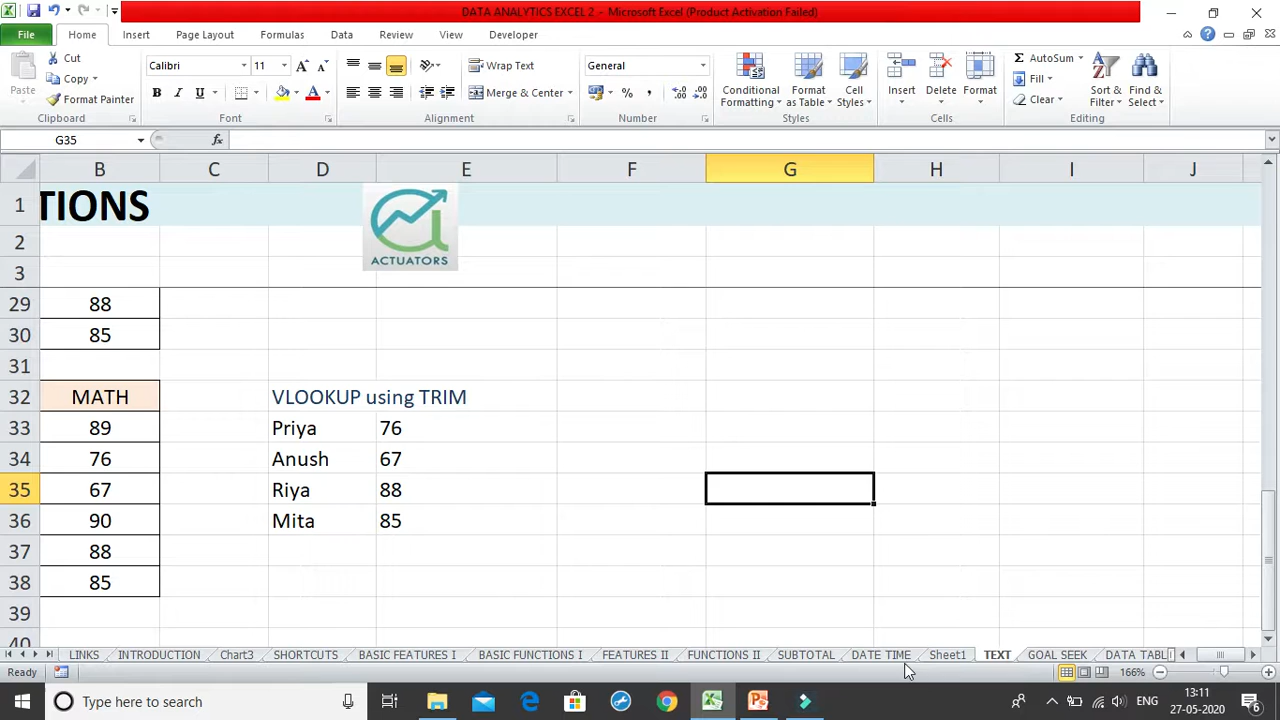 DATA ANALYTICS EXCEL 2 - Microsoft Excel (Product Activation Failed)
File Home Insert Page Layout Formulas Data Review View Developer
Paste
Cut
Copy
Format Painter
Clipboard
Calibri 11
B I U
Font
Wrap Text
Merge & Center
Alignment
General
%
Number
Conditional Formatting
Format as Table
Cell Styles
Styles
Insert
Delete
Format
Cells
Σ AutoSum
Fill
Clear
Sort & Filter
Find & Select
Editing
G35 fx
B C D E F G H I J
1 TIONS
ACTUATORS
2
3
29 88
30 85
31
32 MATH VLOOKUP using TRIM
33 89 Priya 76
34 76 Anush 67
35 67 Riya 88
36 90 Mita 85
37 88
38 85
39
40
LINKS INTRODUCTION Chart3 SHORTCUTS BASIC FEATURES I BASIC FUNCTIONS I FEATURES II FUNCTIONS II SUBTOTAL DATE TIME Sheet1 TEXT GOAL SEEK DATA TABL
Ready 166%
Type here to search
ENG
13:11
27-05-2020
6